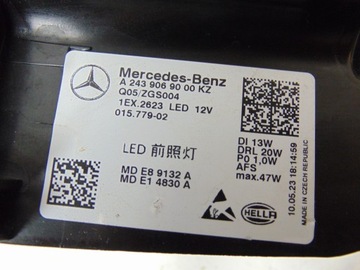 Mercedes-Benz
A 243 906 90 00 KZ
Q05/ZGS004
1EX.2623 LED 12V
015.779-02
LED 前照灯
MD E8 9132 A
MD E1 4830 A
DI 13W
DRL 20W
PO 1,0W
AFS
max.47W
HELLA
10.05.23 18:14:59
MADE IN CZECH REPUBLIC